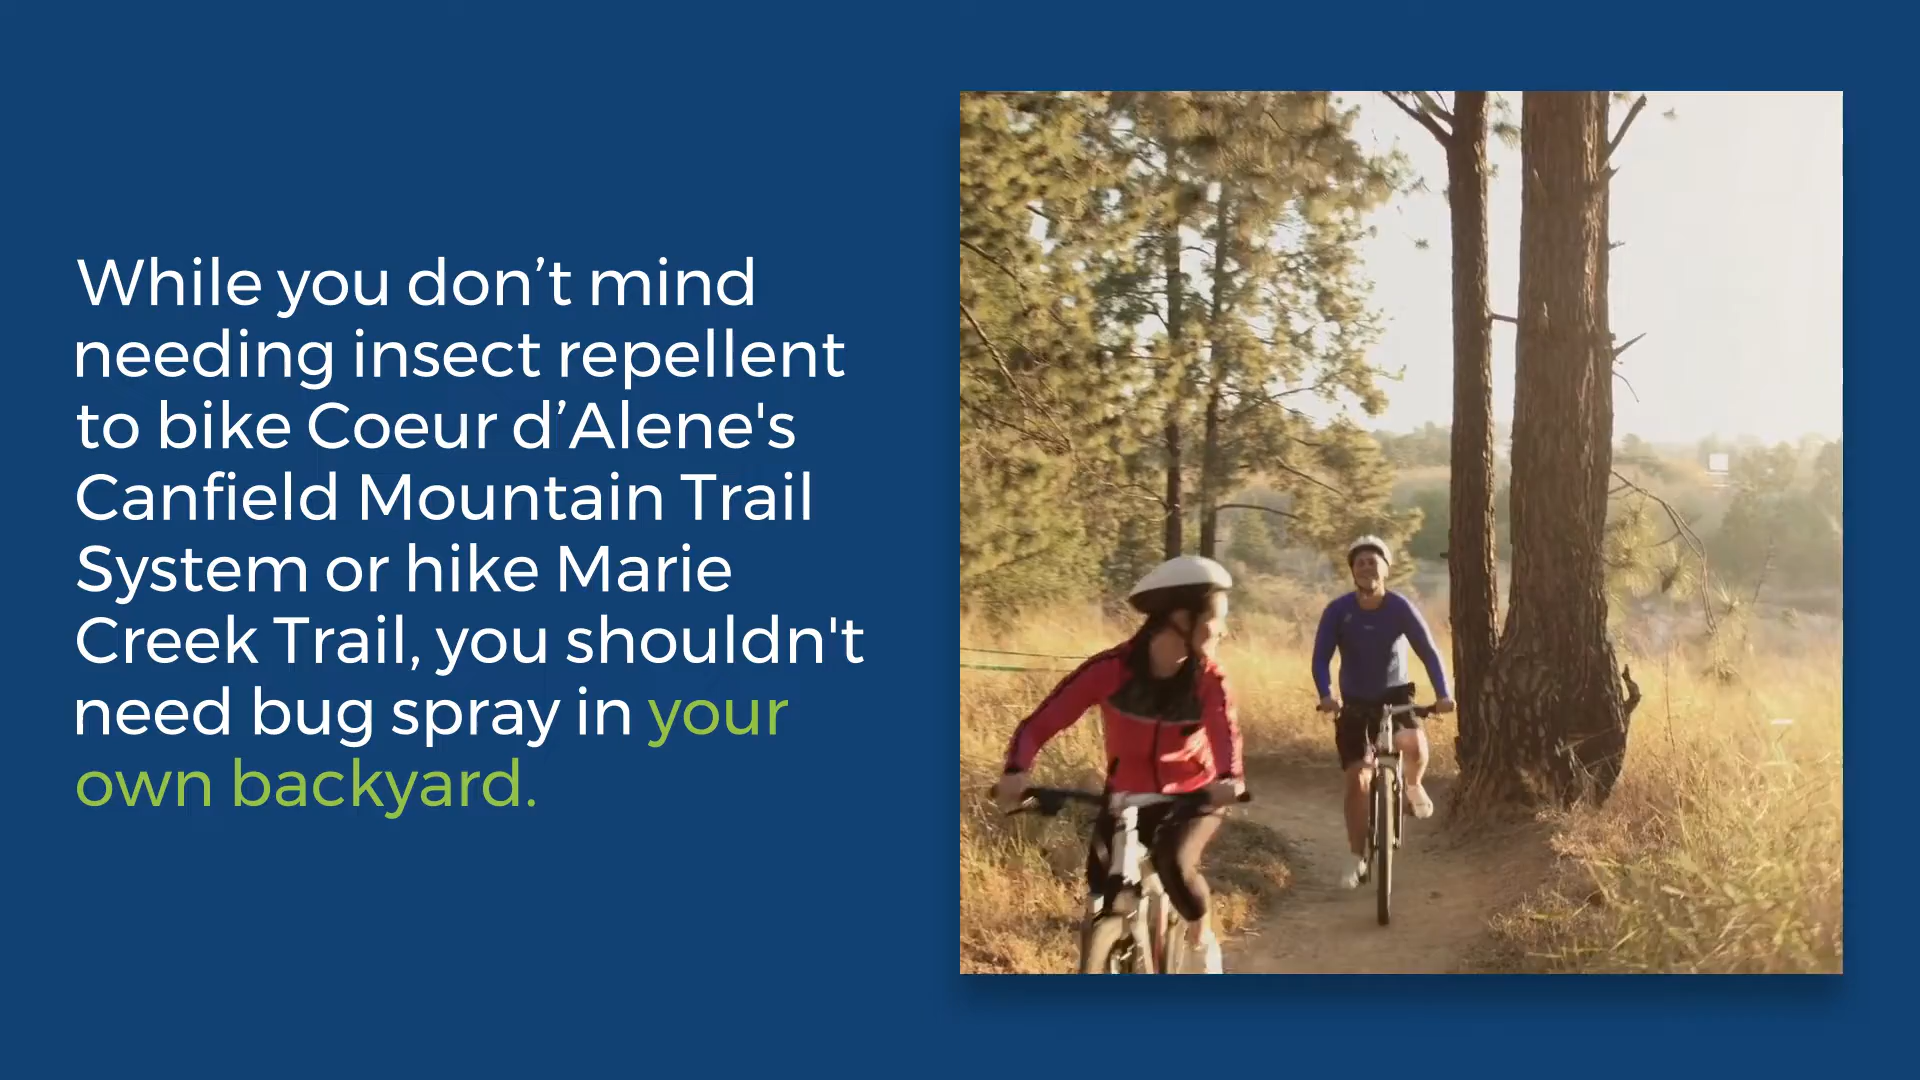 While you don’t mind
needing insect repellent
to bike Coeur d’Alene's
Canfield Mountain Trail
System or hike Marie
Creek Trail, you shouldn't
need bug spray in your
own backyard.